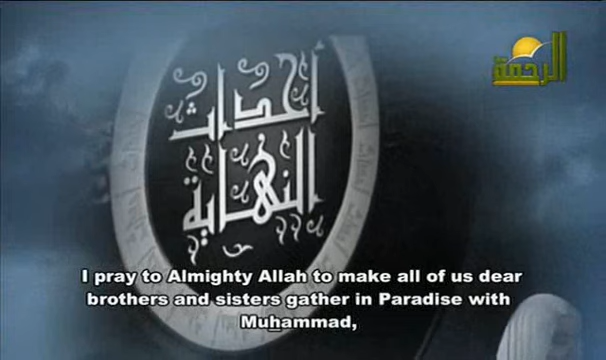 الرحمة
أحداث
النهاية
I pray to Almighty Allah to make all of us dear
brothers and sisters gather in Paradise with
Muhammad,